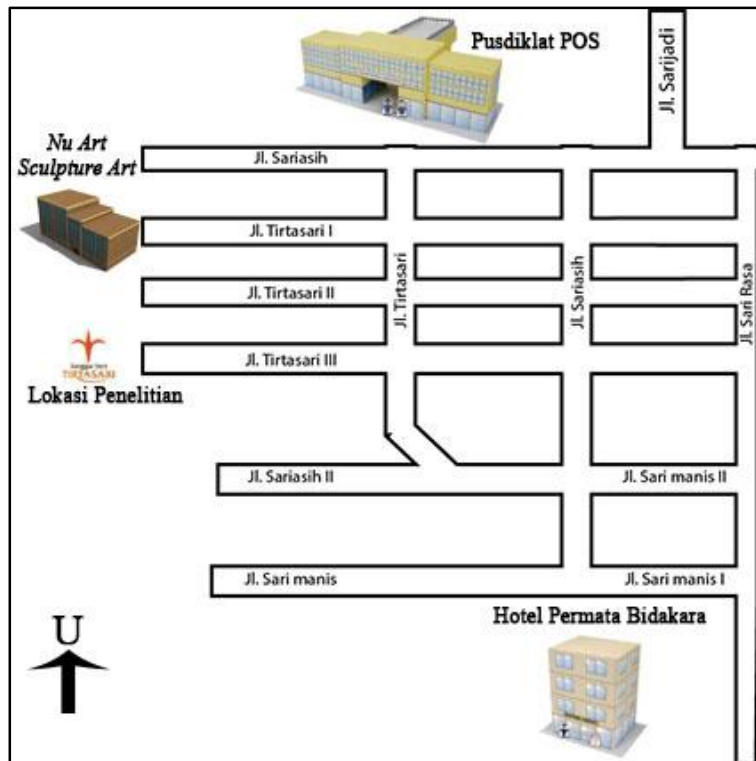 Pusdiklat POS
Jl. Sarijadi
Nu Art
Sculpture Art
Jl. Sariasih
Jl. Tirtasari I
Jl. Tirtasari II
Jl. Tirtasari
Jl. Sariasih
Jl. Sari Rasa
Jl. Tirtasari III
TIRTASARI
Lokasi Penelitian
Jl. Sariasih II
Jl. Sari manis II
Jl. Sari manis
Jl. Sari manis I
Hotel Permata Bidakara
U